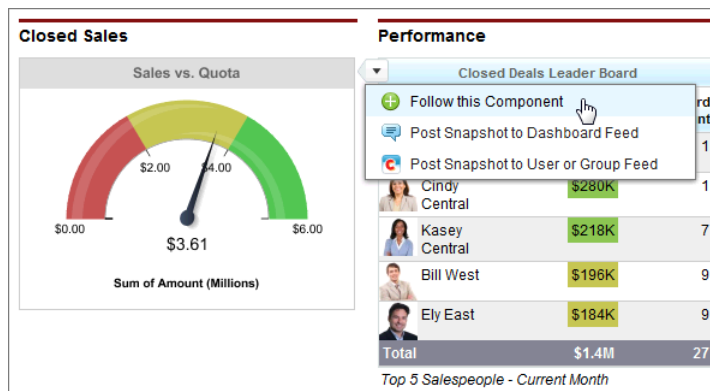 Closed Sales
Sales vs. Quota
$2.00
$4.00
$0.00
$6.00
$3.61
Sum of Amount (Millions)
Performance
Closed Deals Leader Board
Follow this Component
Post Snapshot to Dashboard Feed
Post Snapshot to User or Group Feed
1
Cindy $280K 1
Central
Kasey $218K 7
Central
Bill West $196K 9
Ely East $184K 9
Total $1.4M 27
Top 5 Salespeople - Current Month